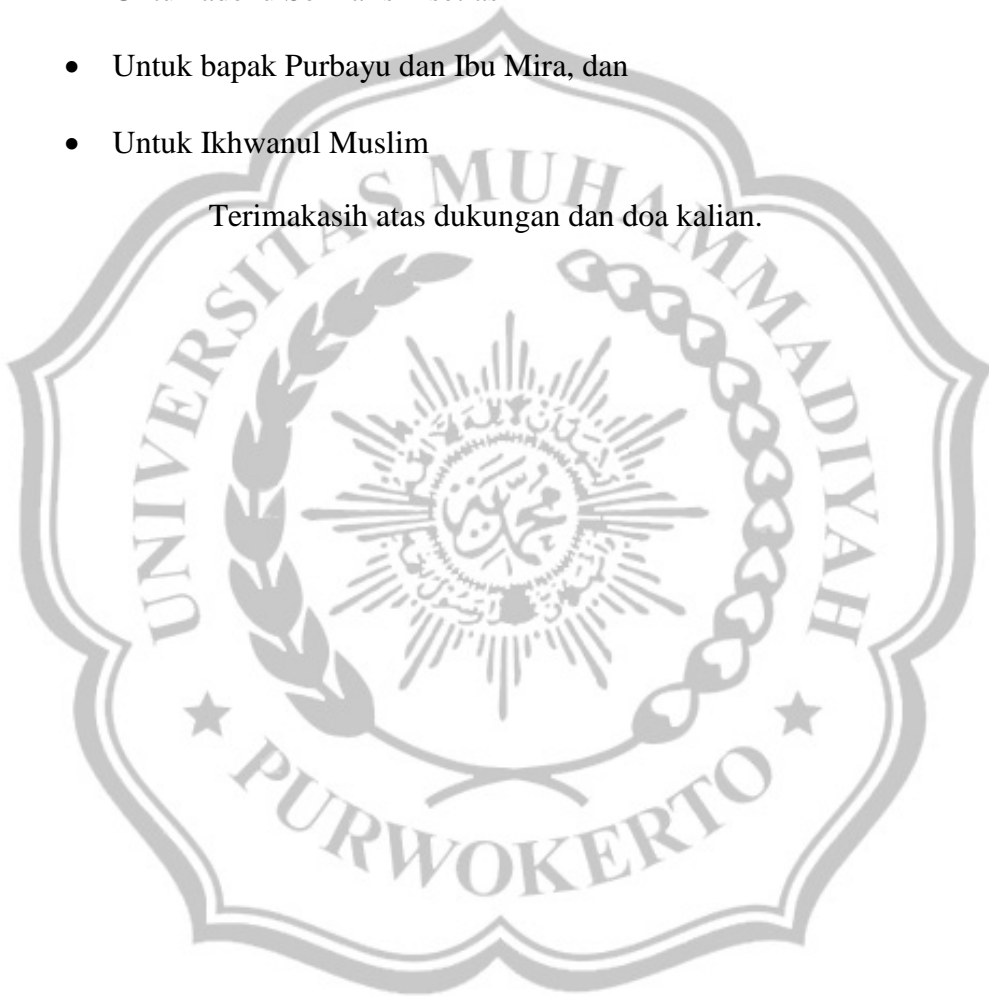 • Untuk bapak Purbayu dan Ibu Mira, dan
• Untuk Ikhwanul Muslim
Terimakasih atas dukungan dan doa kalian.
UNIVERSITAS MUHAMMADIYAH
PURWOKERTO